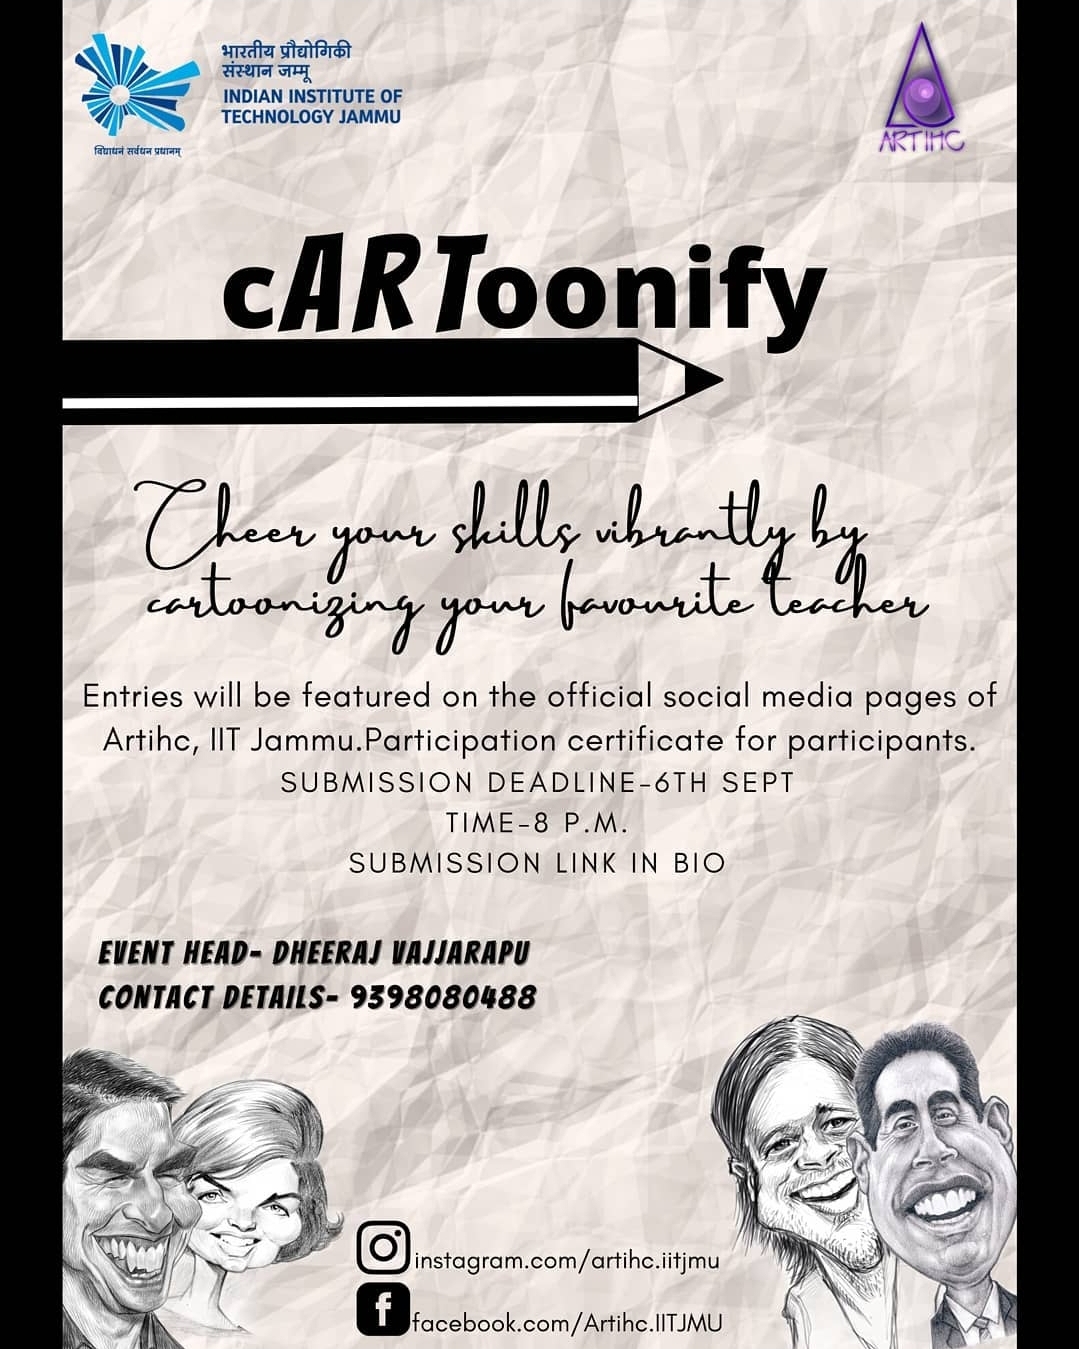 भारतीय प्रौद्योगिकी
संस्थान जम्मू
INDIAN INSTITUTE OF
TECHNOLOGY JAMMU
विद्याधनं सर्वधन प्रधानम्
ARTIHC
cARToonify
Cheer your skills vibrantly by
cartoonizing your favourite teacher
Entries will be featured on the official social media pages of
Artihc, IIT Jammu.Participation certificate for participants.
SUBMISSION DEADLINE-6TH SEPT
TIME-8 P.M.
SUBMISSION LINK IN BIO
EVENT HEAD- DHEERAJ VAJJARAPU
CONTACT DETAILS- 9398080488
instagram.com/artihc.iitjmu
facebook.com/Artihc.IITJMU